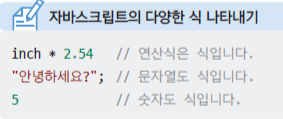 자바스크립트의 다양한 식 나타내기
inch * 2.54  // 연산식은 식입니다.
"안녕하세요?";  // 문자열도 식입니다.
5  // 숫자도 식입니다.